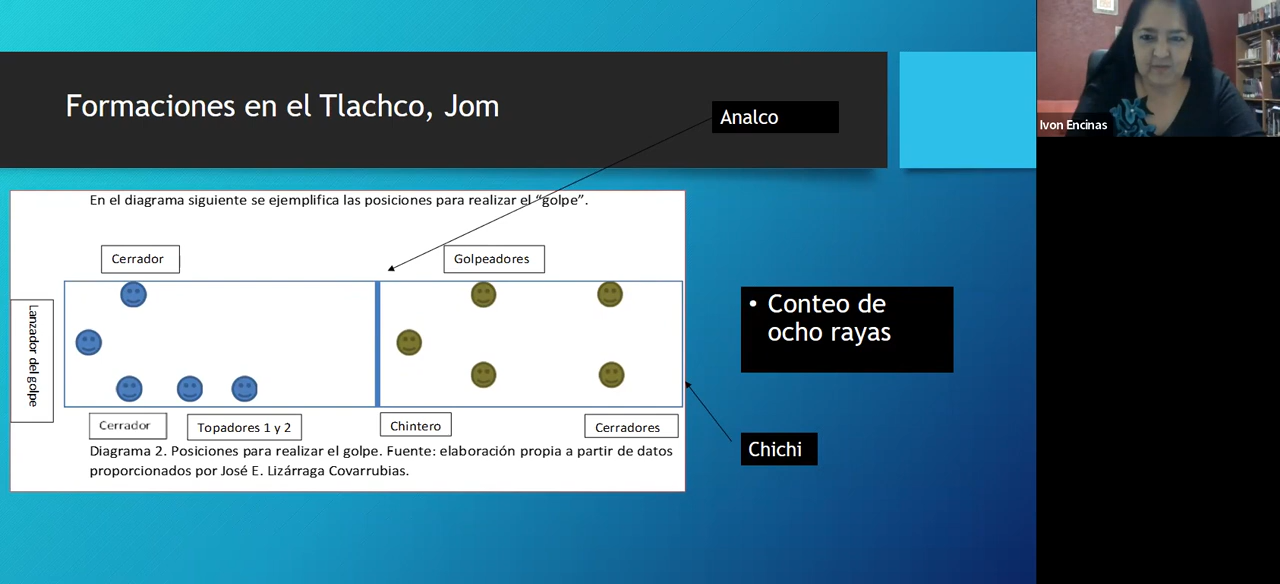 Formaciones en el Tlachco, Jom
Analco
Ivon Encinas
En el diagrama siguiente se ejemplifica las posiciones para realizar el “golpe”.
Cerrador
Golpeadores
Lanzador del golpe
• Conteo de
ocho rayas
Cerrador
Topadores 1 y 2
Chintero
Cerradores
Chichi
Diagrama 2. Posiciones para realizar el golpe. Fuente: elaboración propia a partir de datos
proporcionados por José E. Lizárraga Covarrubias.